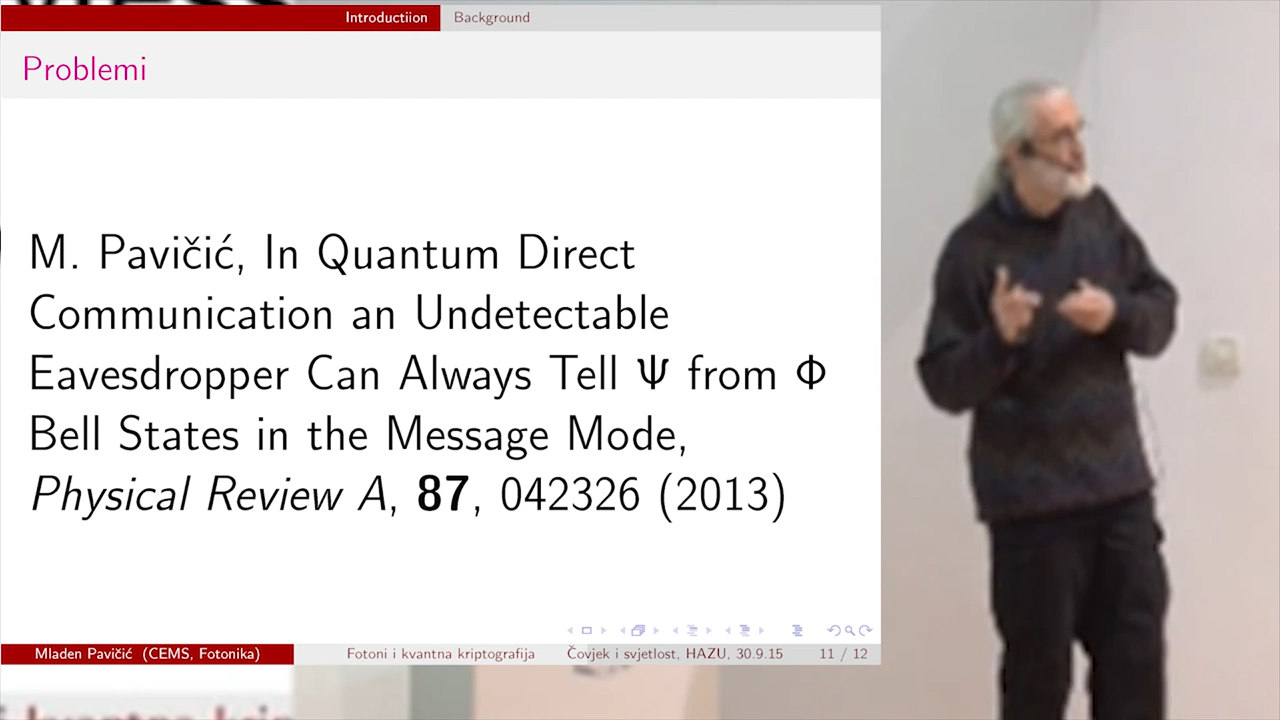 Introductiion Background
Problemi
M. Pavičić, In Quantum Direct
Communication an Undetectable
Eavesdropper Can Always Tell Ψ from Φ
Bell States in the Message Mode,
Physical Review A, 87, 042326 (2013)
Mladen Pavičić (CEMS, Fotonika) Fotoni i kvantna kriptografija Čovjek i svjetlost, HAZU, 30.9.15 11 / 12